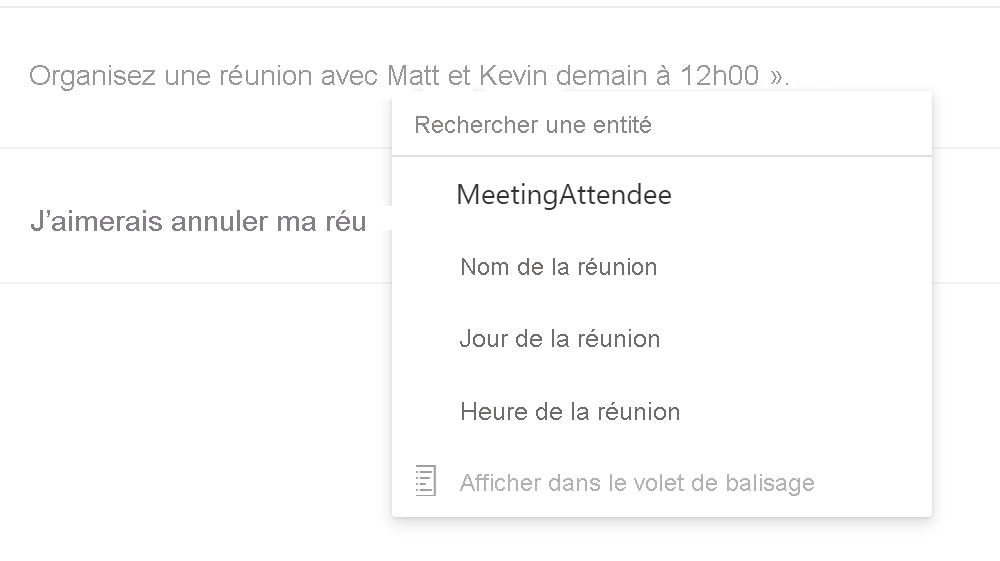 Organisez une réunion avec Matt et Kevin demain à 12h00 ».
Rechercher une entité
MeetingAttendee
J’aimerais annuler ma réu
Nom de la réunion
Jour de la réunion
Heure de la réunion
Afficher dans le volet de balisage